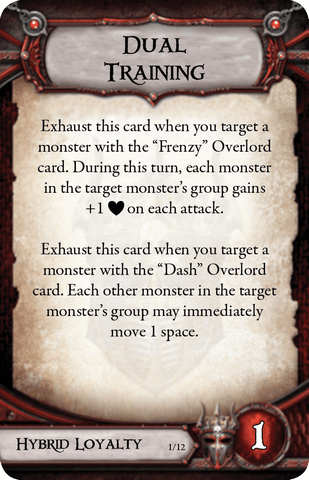 Dual
Training
Exhaust this card when you target a
monster with the “Frenzy” Overlord
card. During this turn, each monster
in the target monster’s group gains
+1 ♥ on each attack.
Exhaust this card when you target a
monster with the “Dash” Overlord
card. Each other monster in the target
monster’s group may immediately
move 1 space.
Hybrid Loyalty 1/12 1